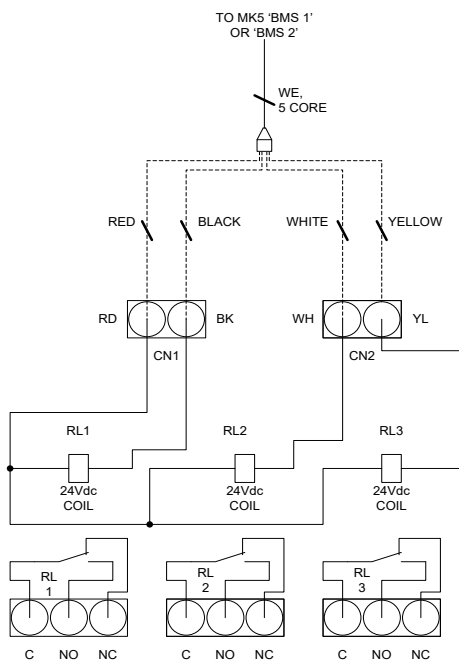 TO MK5 ‘BMS 1’
OR ‘BMS 2’
WE,
5 CORE
RED
BLACK
WHITE
YELLOW
RD
BK
WH
YL
CN1
CN2
RL1
RL2
RL3
24Vdc
COIL
24Vdc
COIL
24Vdc
COIL
RL
1
RL
2
RL
3
C NO NC
C NO NC
C NO NC